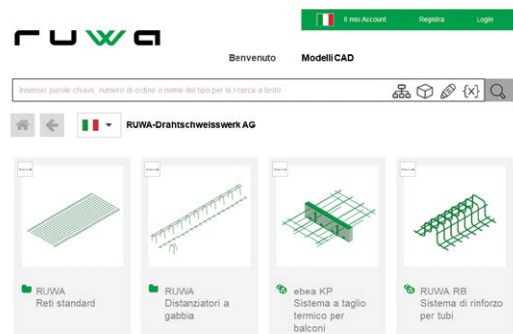 ruwa
Il mio Account Registra Login
Benvenuto Modelli CAD
Inserisci parole chiave, numero di ordine o nome del tipo per la ricerca a testo
{x}
RUWA-Drahtschweisswerk AG
RUWA
Reti standard
RUWA
Distanziatori a
gabbia
ebea KP
Sistema a taglio
termico per
balconi
RUWA RB
Sistema di rinforzo
per tubi